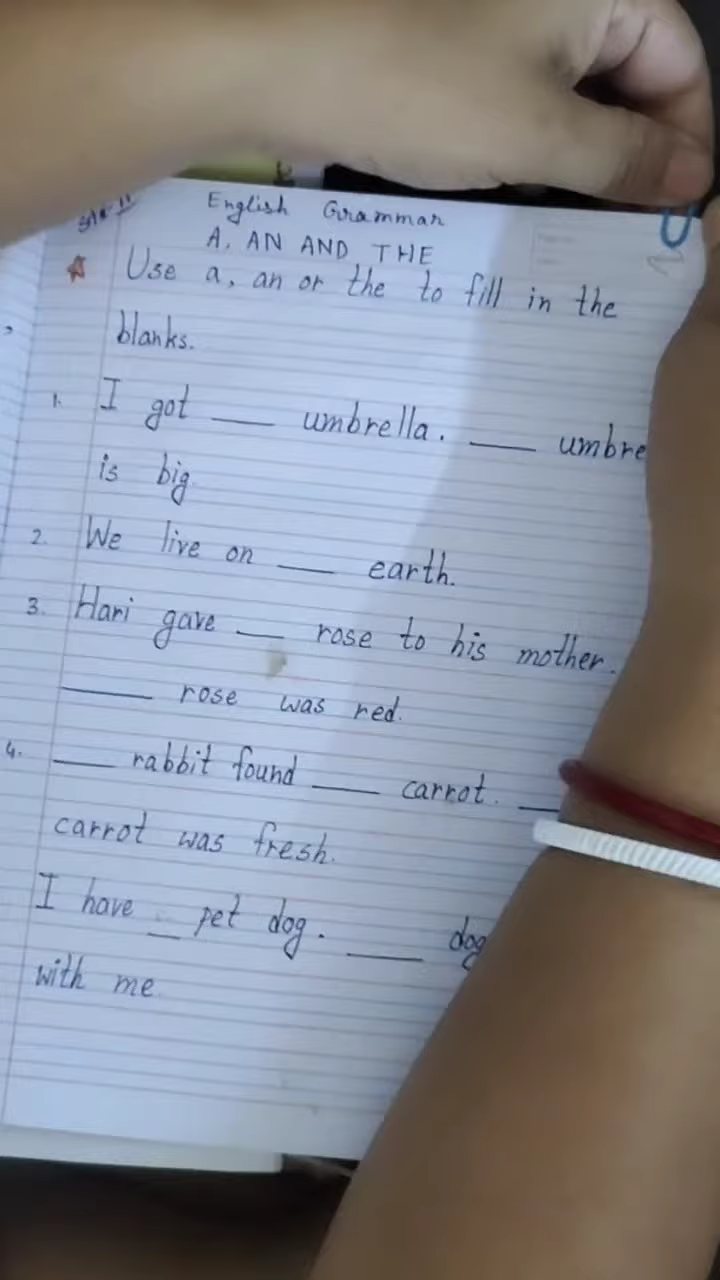 English Grammar
A, AN AND THE
Use a, an or the to fill in the
blanks.
1. I got ___ umbrella. ___ umbre
is big.
2. We live on ___ earth.
3. Hari gave ___ rose to his mother.
___ rose was red.
4. ___ rabbit found ___ carrot. ___
carrot was fresh.
I have _ pet dog. ___ dog
with me